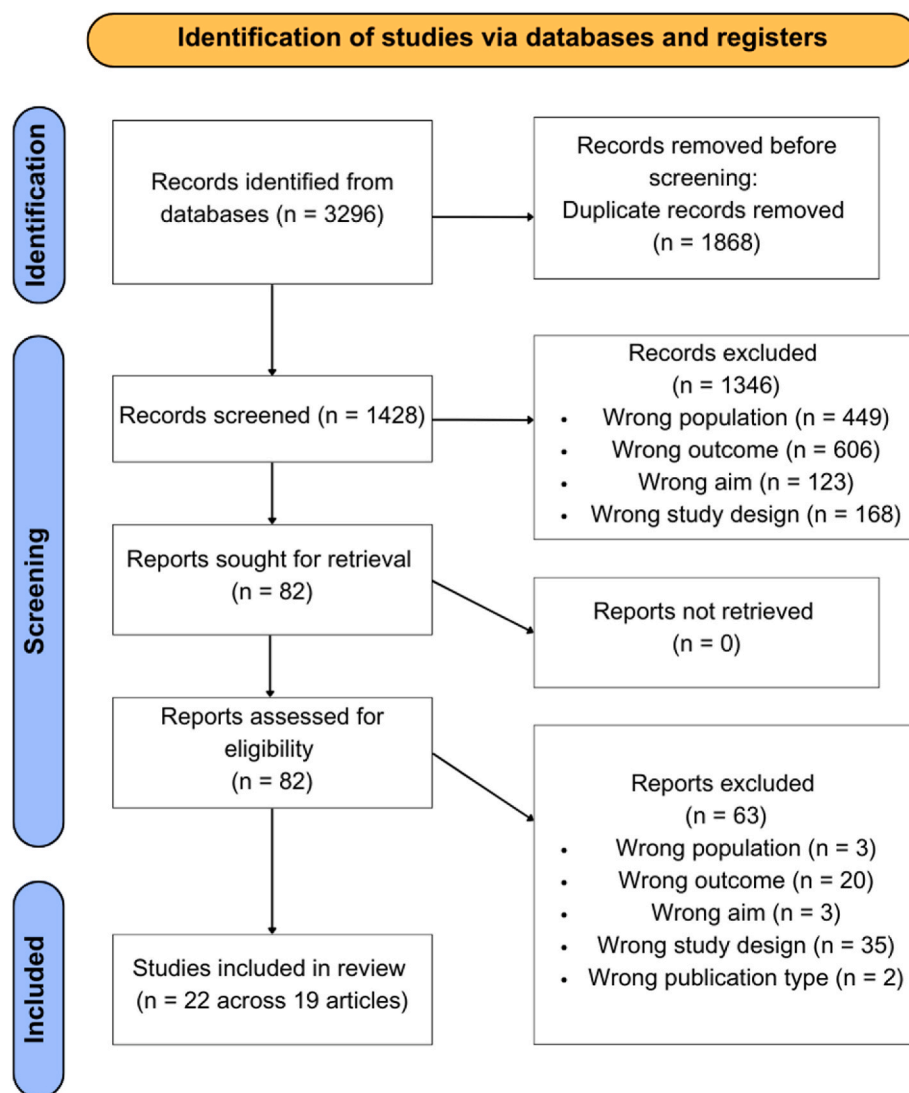 Identification of studies via databases and registers
Identification
Records identified from
databases (n = 3296)
Records removed before
screening:
Duplicate records removed
(n = 1868)
Screening
Records screened (n = 1428)
Records excluded
(n = 1346)
• Wrong population (n = 449)
• Wrong outcome (n = 606)
• Wrong aim (n = 123)
• Wrong study design (n = 168)
Reports sought for retrieval
(n = 82)
Reports not retrieved
(n = 0)
Reports assessed for
eligibility
(n = 82)
Reports excluded
(n = 63)
• Wrong population (n = 3)
• Wrong outcome (n = 20)
• Wrong aim (n = 3)
• Wrong study design (n = 35)
• Wrong publication type (n = 2)
Included
Studies included in review
(n = 22 across 19 articles)